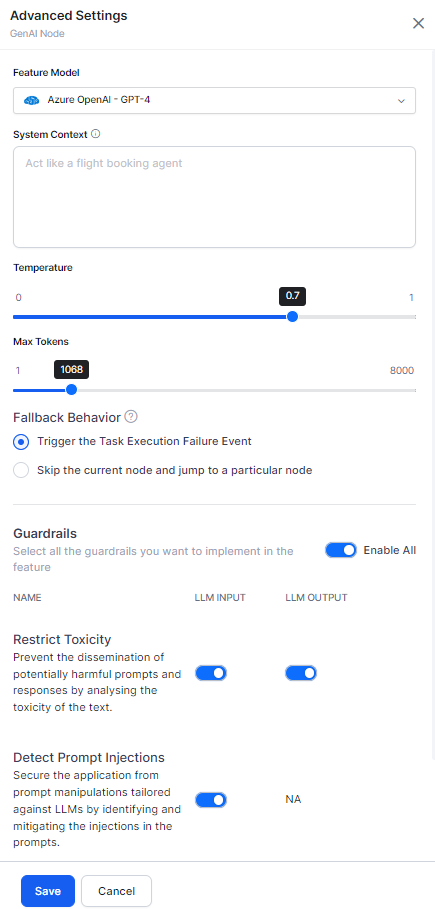 Advanced Settings
GenAI Node
Feature Model
Azure OpenAI - GPT-4
System Context
Act like a flight booking agent
Temperature
0 0.7 1
Max Tokens
1 1068 8000
Fallback Behavior
Trigger the Task Execution Failure Event
Skip the current node and jump to a particular node
Guardrails
Select all the guardrails you want to implement in the
feature
Enable All
NAME LLM INPUT LLM OUTPUT
Restrict Toxicity
Prevent the dissemination of
potentially harmful prompts and
responses by analysing the
toxicity of the text.
Detect Prompt Injections
Secure the application from
prompt manipulations tailored
against LLMs by identifying and
mitigating the injections in the
prompts.
NA
Save Cancel